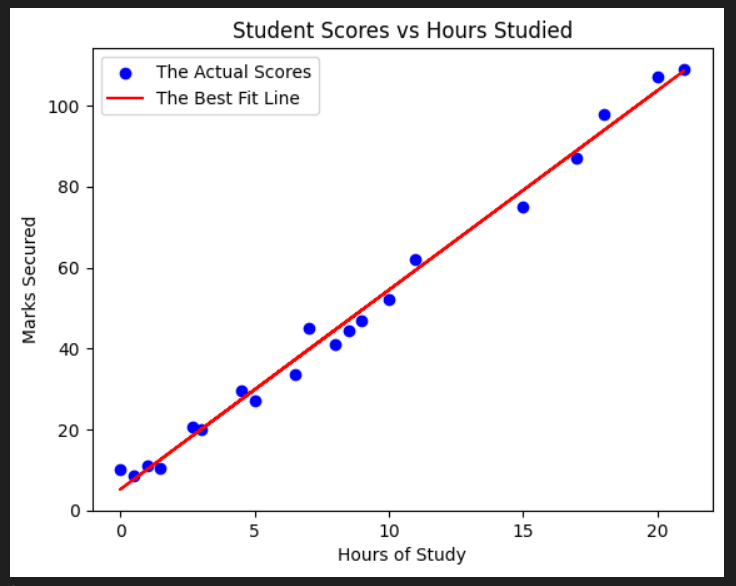 Student Scores vs Hours Studied
The Actual Scores
The Best Fit Line
Marks Secured
100
80
60
40
20
0
0 5 10 15 20
Hours of Study